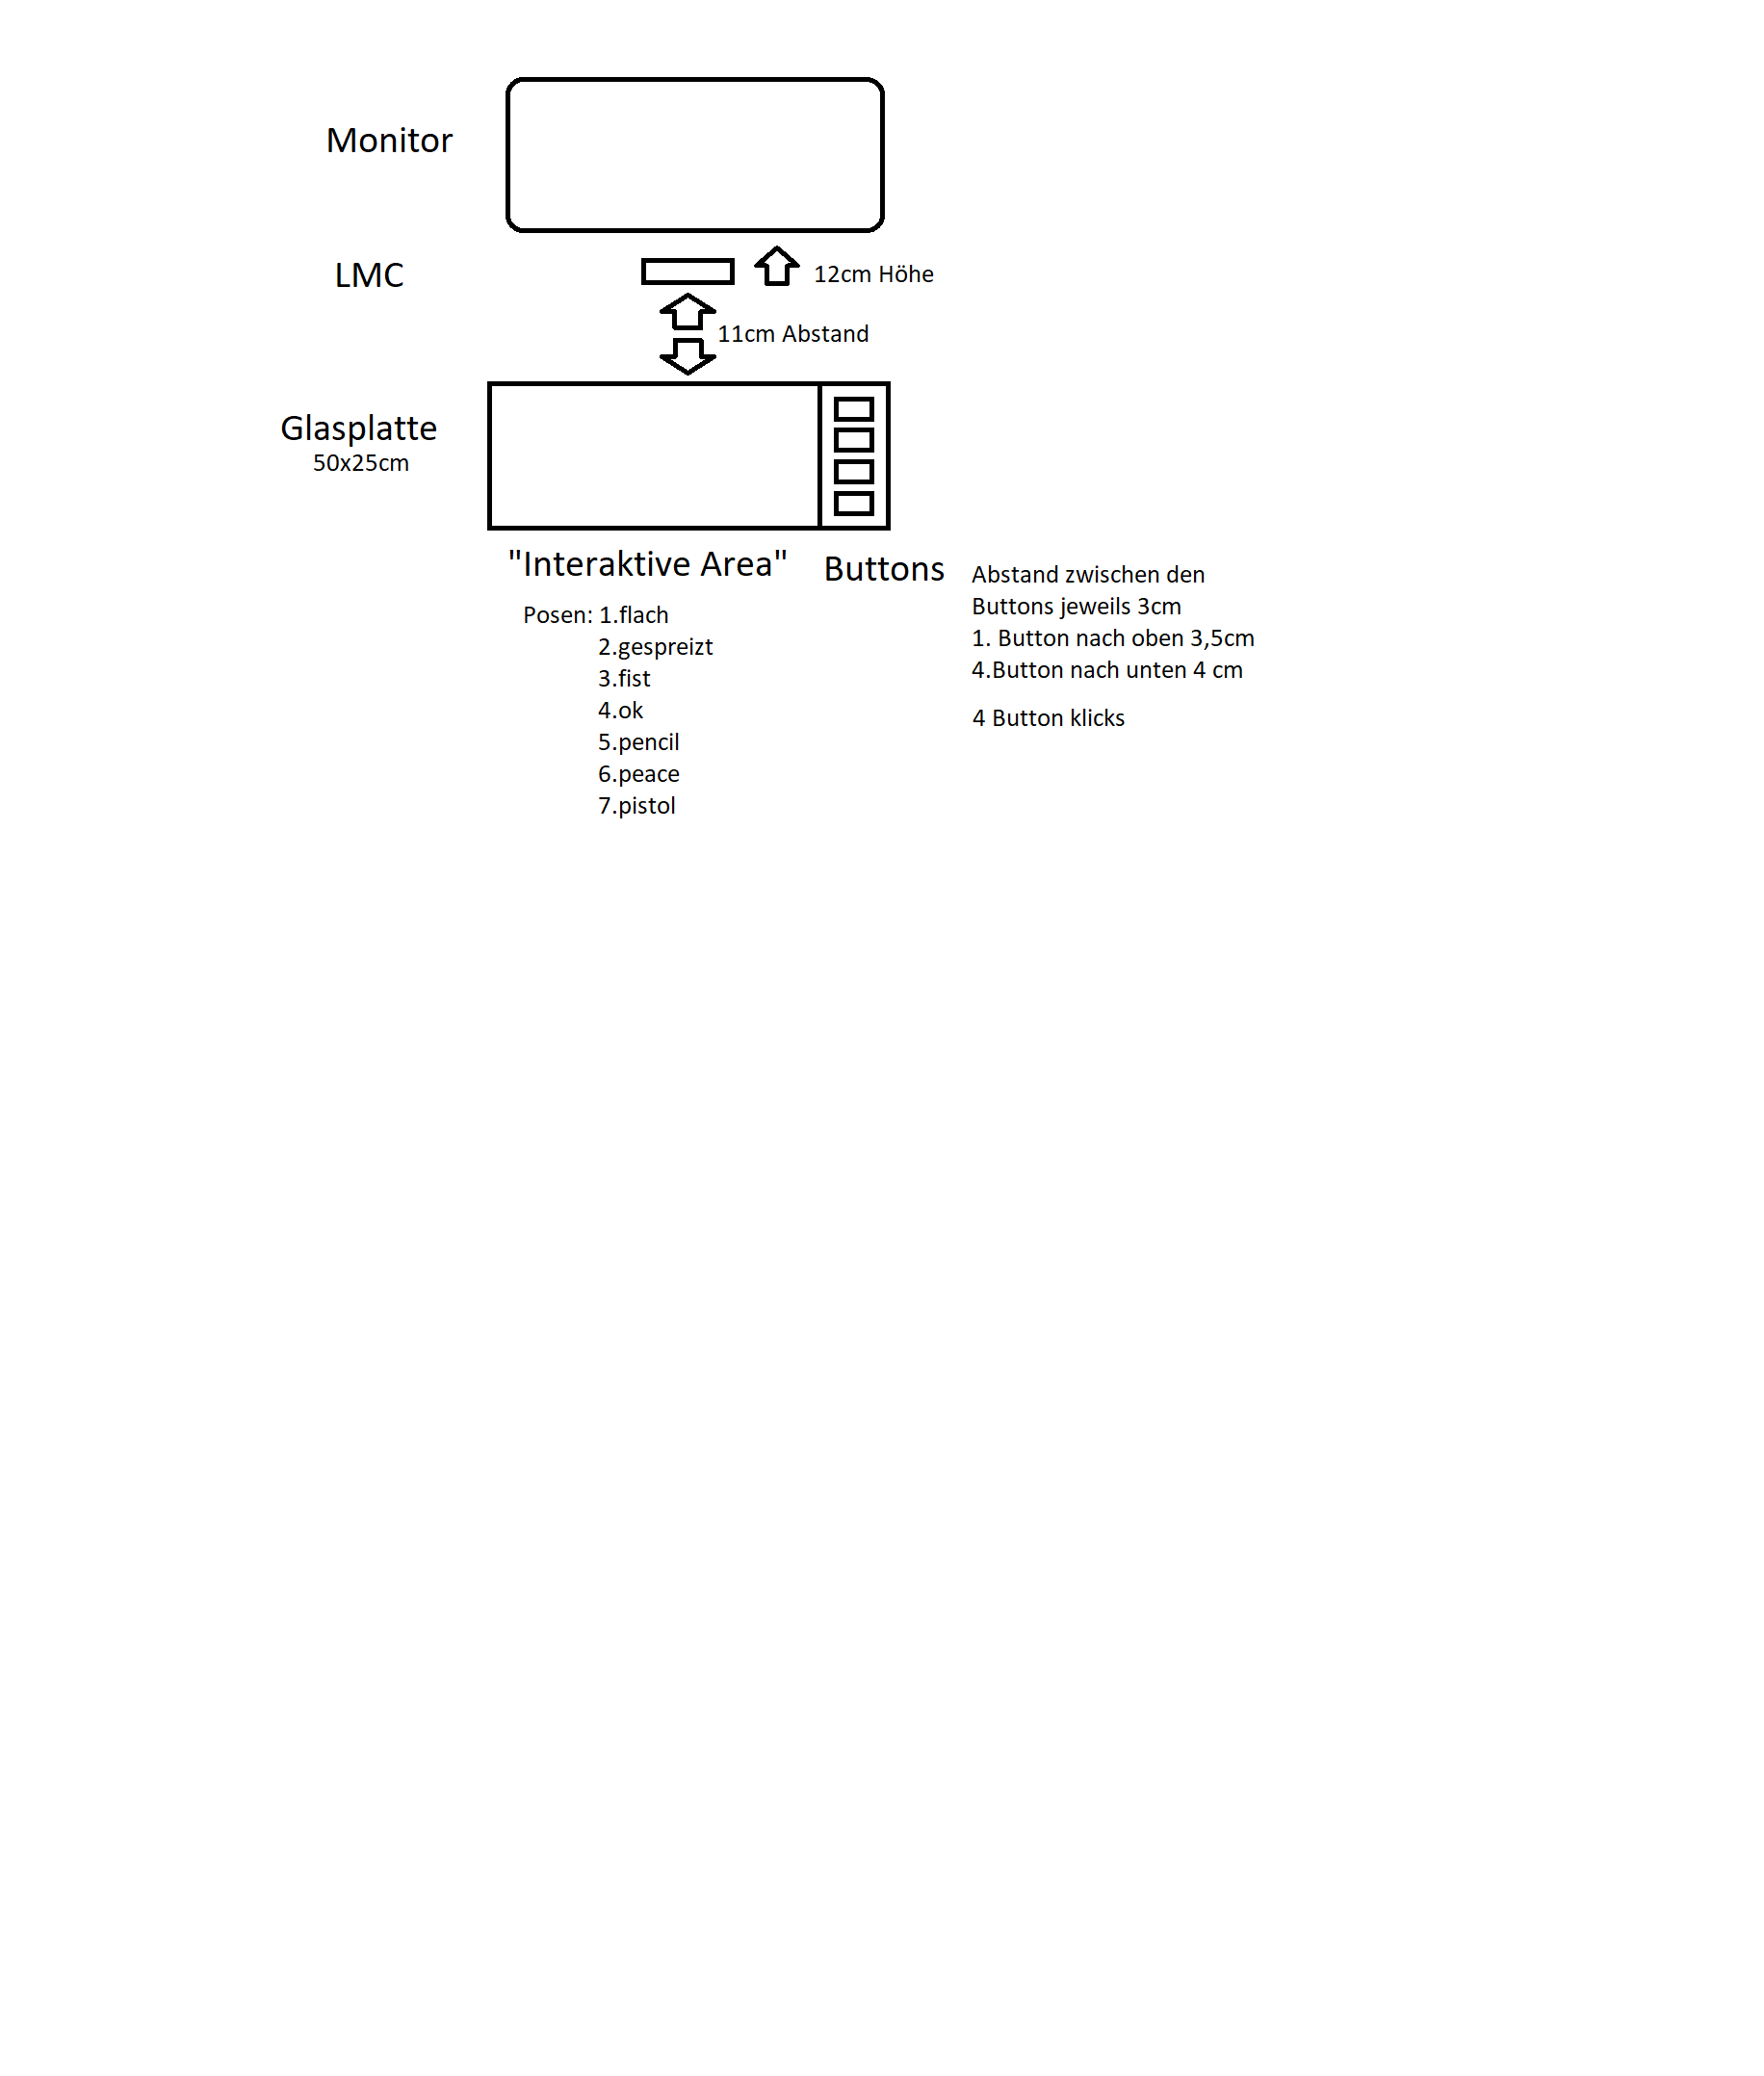 Monitor
LMC
12cm Höhe
11cm Abstand
Glasplatte
50x25cm
"Interaktive Area"
Posen: 1.flach
2.gespreizt
3.fist
4.ok
5.pencil
6.peace
7.pistol
Buttons
Abstand zwischen den
Buttons jeweils 3cm
1. Button nach oben 3,5cm
4.Button nach unten 4 cm
4 Button klicks